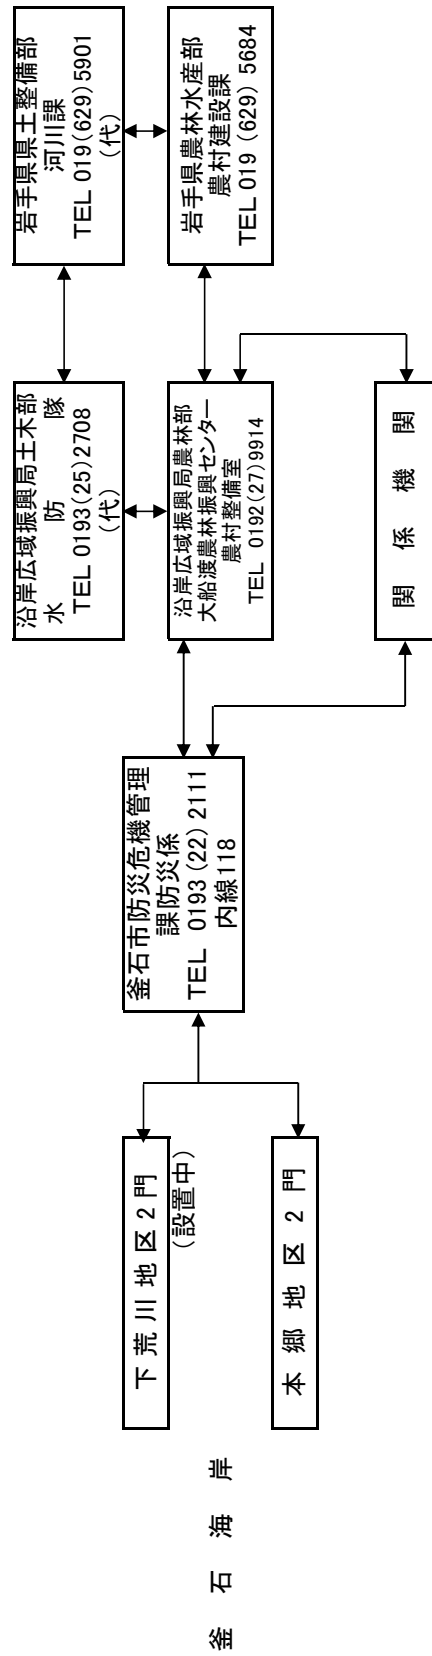 釜石海岸
下荒川地区2門
(設置中)
本郷地区2門
釜石市防災危機管理
課防災係
TEL 0193 (22) 2111
内線118
沿岸広域振興局土木部
水防隊
TEL 0193(25)2708
(代)
沿岸広域振興局農林部
大船渡農林振興センター
農村整備室
TEL 0192(27)9914
関係機関
岩手県県土整備部
河川課
TEL 019(629)5901
(代)
岩手県農林水産部
農村建設課
TEL 019 (629) 5684